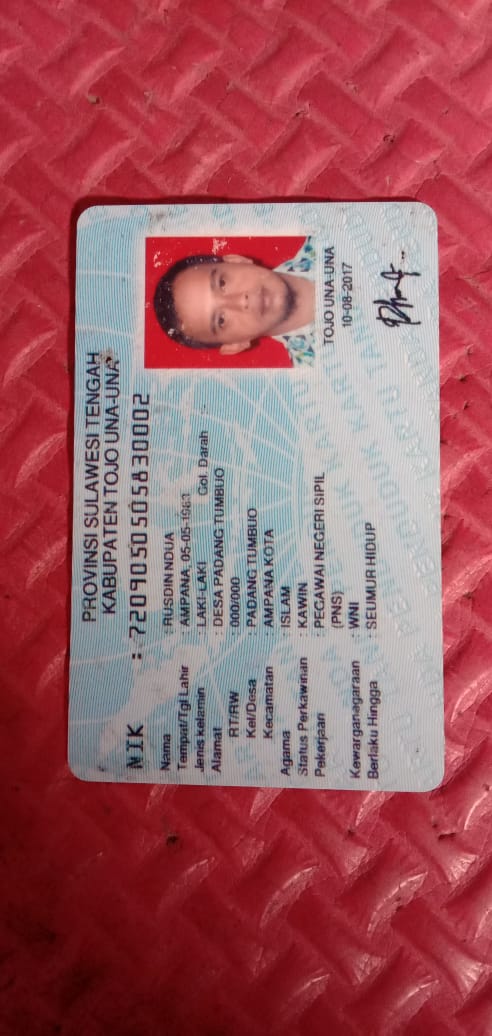 PROVINSI SULAWESI TENGAH
KABUPATEN TOJO UNA-UNA
NIK : 7209050505830002
Nama : RUSDIN NDUA
Tempat/Tgl Lahir : AMPANA, 05-05-1983
Jenis kelamin : LAKI-LAKI Gol. Darah : -
Alamat : DESA PADANG TUMBUO
RT/RW : 000/000
Kel/Desa : PADANG TUMBUO
Kecamatan : AMPANA KOTA
Agama : ISLAM
Status Perkawinan : KAWIN
Pekerjaan : PEGAWAI NEGERI SIPIL
(PNS)
Kewarganegaraan : WNI
Berlaku Hingga : SEUMUR HIDUP
TOJO UNA-UNA
10-08-2017